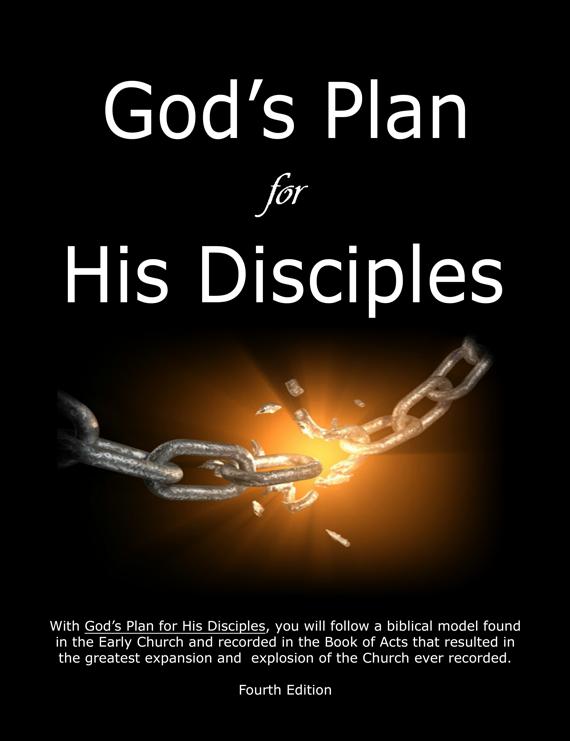 God’s Plan
for
His Disciples
With God’s Plan for His Disciples, you will follow a biblical model found
in the Early Church and recorded in the Book of Acts that resulted in
the greatest expansion and  explosion of the Church ever recorded.
Fourth Edition